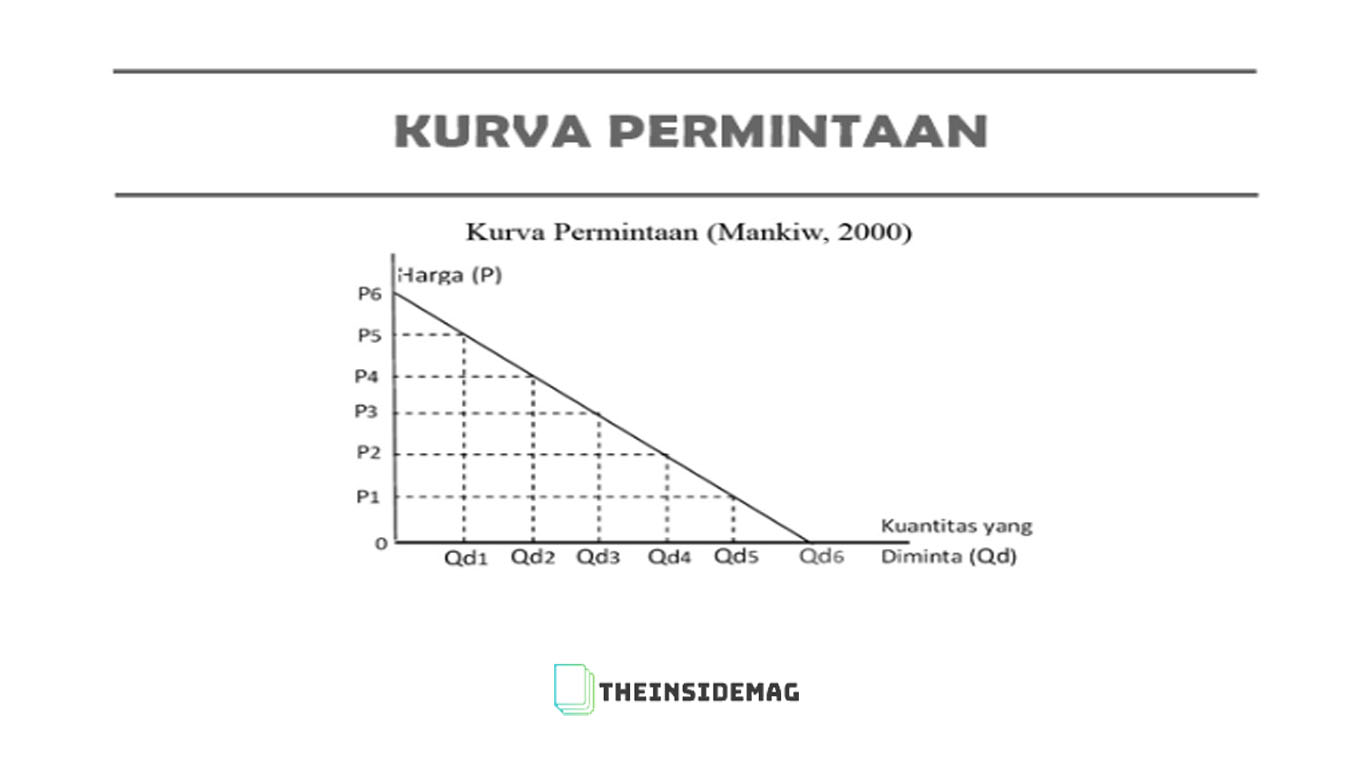 KURVA PERMINTAAN
Kurva Permintaan (Mankiw, 2000)
Harga (P)
P6
P5
P4
P3
P2
P1
0
Qd1 Qd2 Qd3 Qd4 Qd5 Qd6
Kuantitas yang
Diminta (Qd)
THEINSIDEMAG